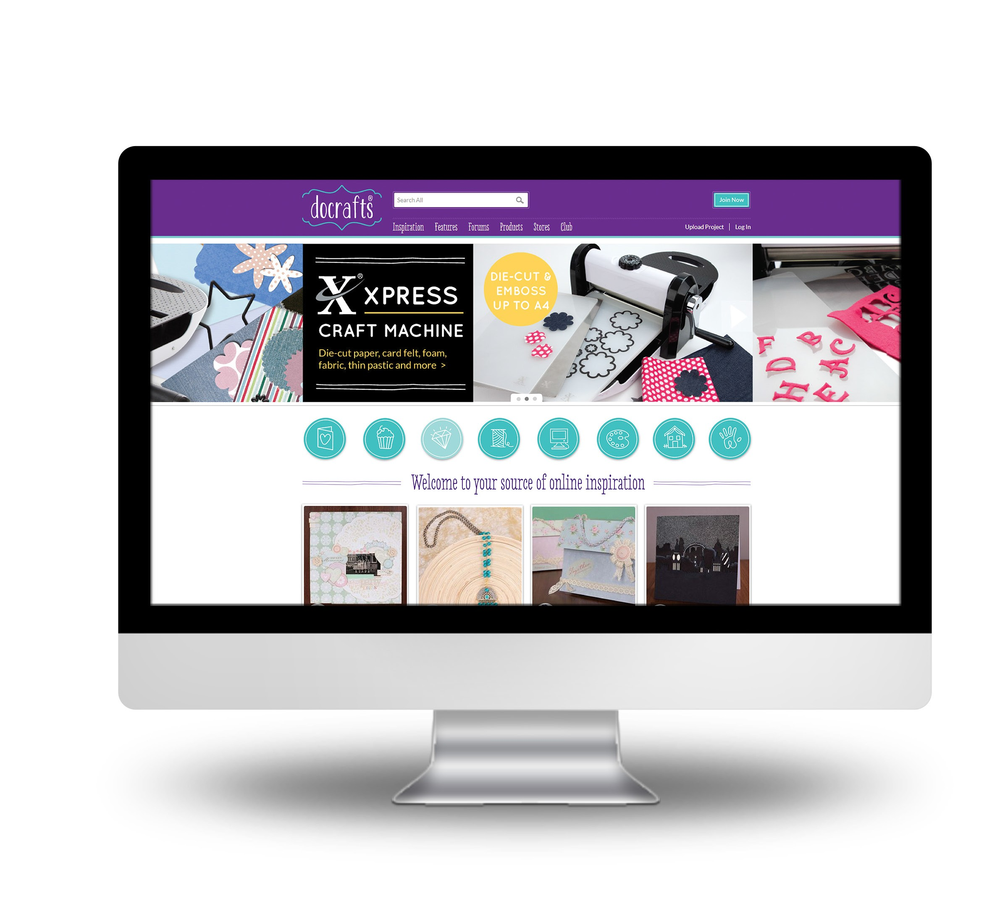 docrafts®
Search All
Join Now
Inspiration Features Forums Products Stores Club
Upload Project | Log In
X® XPRESS
CRAFT MACHINE
Die-cut paper, card felt, foam,
fabric, thin pastic and more >
DIE-CUT &
EMBOSS
UP TO A4
F B
D A C
H E
Welcome to your source of online inspiration
Together